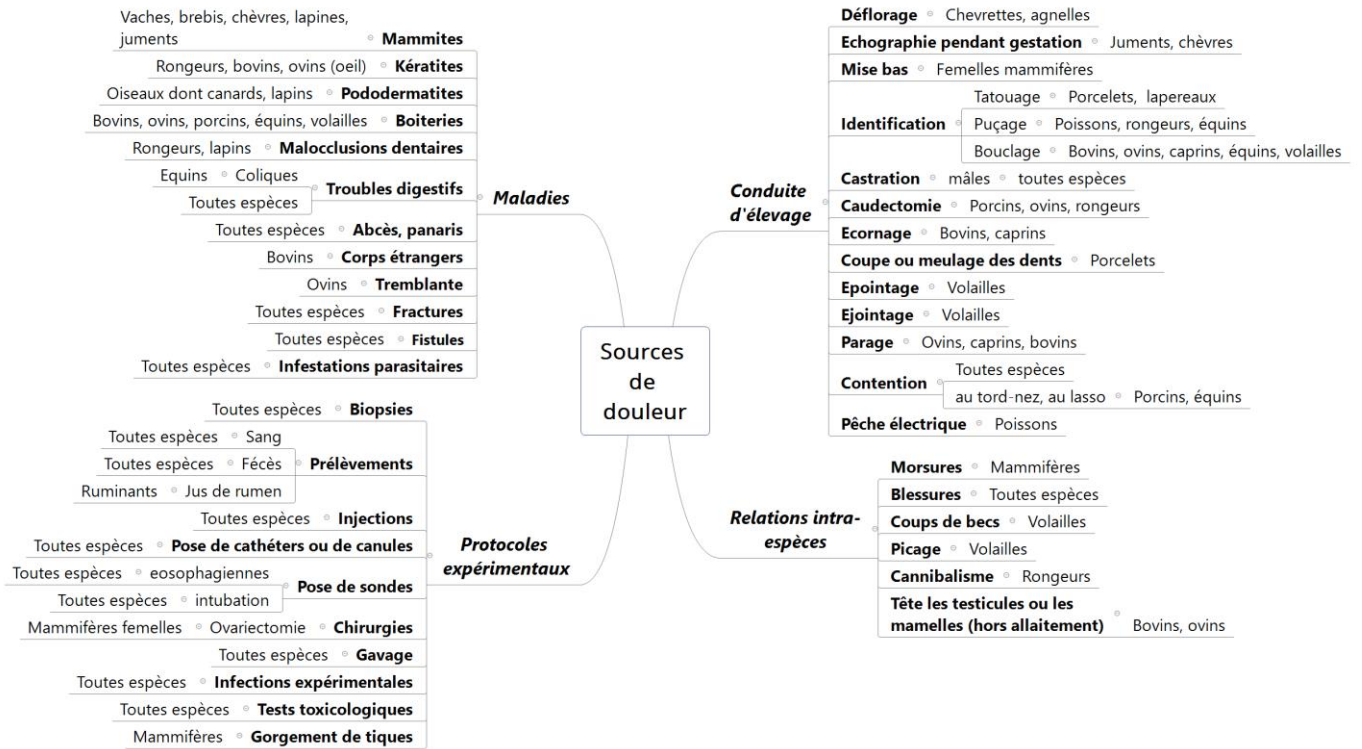 Sources
de
douleur
Maladies
Vaches, brebis, chèvres, lapines,
juments
Mammites
Rongeurs, bovins, ovins (oeil) Kératites
Oiseaux dont canards, lapins Pododermatites
Bovins, ovins, porcins, équins, volailles Boiteries
Rongeurs, lapins Malocclusions dentaires
Equins Coliques
Toutes espèces
Troubles digestifs
Toutes espèces Abcès, panaris
Bovins Corps étrangers
Ovins Tremblante
Toutes espèces Fractures
Toutes espèces Fistules
Toutes espèces Infestations parasitaires
Protocoles
expérimentaux
Toutes espèces Biopsies
Toutes espèces Sang
Toutes espèces Fécès
Ruminants Jus de rumen
Prélèvements
Toutes espèces Injections
Toutes espèces Pose de cathéters ou de canules
Toutes espèces eosophagiennes
Toutes espèces intubation
Pose de sondes
Mammifères femelles Ovariectomie Chirurgies
Toutes espèces Gavage
Toutes espèces Infections expérimentales
Toutes espèces Tests toxicologiques
Mammifères Gorgement de tiques
Conduite
d'élevage
Déflorage Chevrettes, agnelles
Echographie pendant gestation Juments, chèvres
Mise bas Femelles mammifères
Identification
Tatouage Porcelets, lapereaux
Puçage Poissons, rongeurs, équins
Bouclage Bovins, ovins, caprins, équins, volailles
Castration mâles toutes espèces
Caudectomie Porcins, ovins, rongeurs
Ecornage Bovins, caprins
Coupe ou meulage des dents Porcelets
Epointage Volailles
Ejointage Volailles
Parage Ovins, caprins, bovins
Contention
Toutes espèces
au tord-nez, au lasso Porcins, équins
Pêche électrique Poissons
Relations intra-
espèces
Morsures Mammifères
Blessures Toutes espèces
Coups de becs Volailles
Picage Volailles
Cannibalisme Rongeurs
Tête les testicules ou les
mamelles (hors allaitement) Bovins, ovins